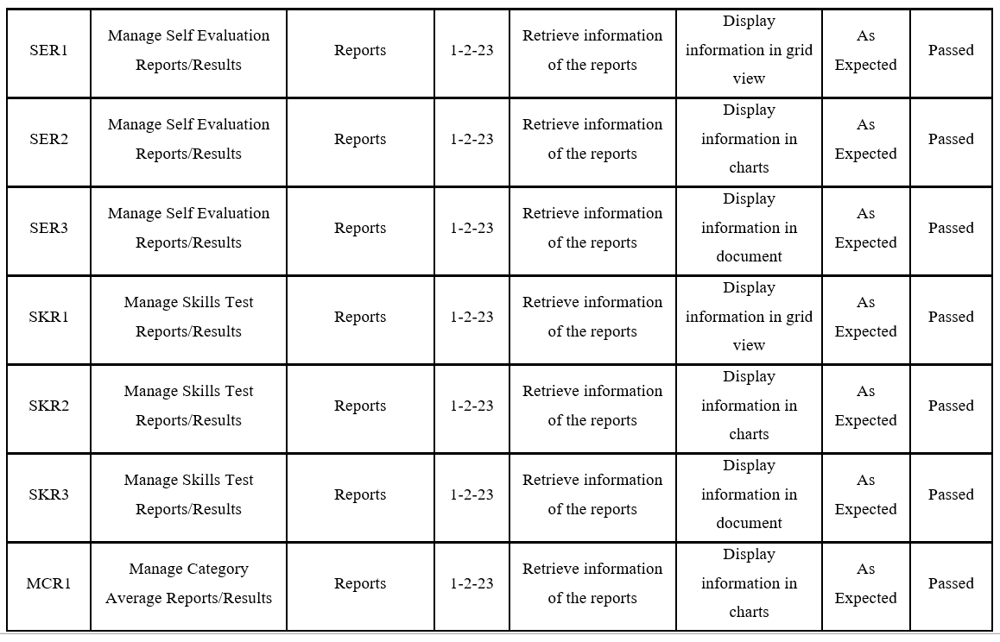 SER1
Manage Self Evaluation
Reports/Results
Reports
1-2-23
Retrieve information
of the reports
Display
information in grid
view
As
Expected
Passed
SER2
Manage Self Evaluation
Reports/Results
Reports
1-2-23
Retrieve information
of the reports
Display
information in
charts
As
Expected
Passed
SER3
Manage Self Evaluation
Reports/Results
Reports
1-2-23
Retrieve information
of the reports
Display
information in
document
As
Expected
Passed
SKR1
Manage Skills Test
Reports/Results
Reports
1-2-23
Retrieve information
of the reports
Display
information in grid
view
As
Expected
Passed
SKR2
Manage Skills Test
Reports/Results
Reports
1-2-23
Retrieve information
of the reports
Display
information in
charts
As
Expected
Passed
SKR3
Manage Skills Test
Reports/Results
Reports
1-2-23
Retrieve information
of the reports
Display
information in
document
As
Expected
Passed
MCR1
Manage Category
Average Reports/Results
Reports
1-2-23
Retrieve information
of the reports
Display
information in
charts
As
Expected
Passed